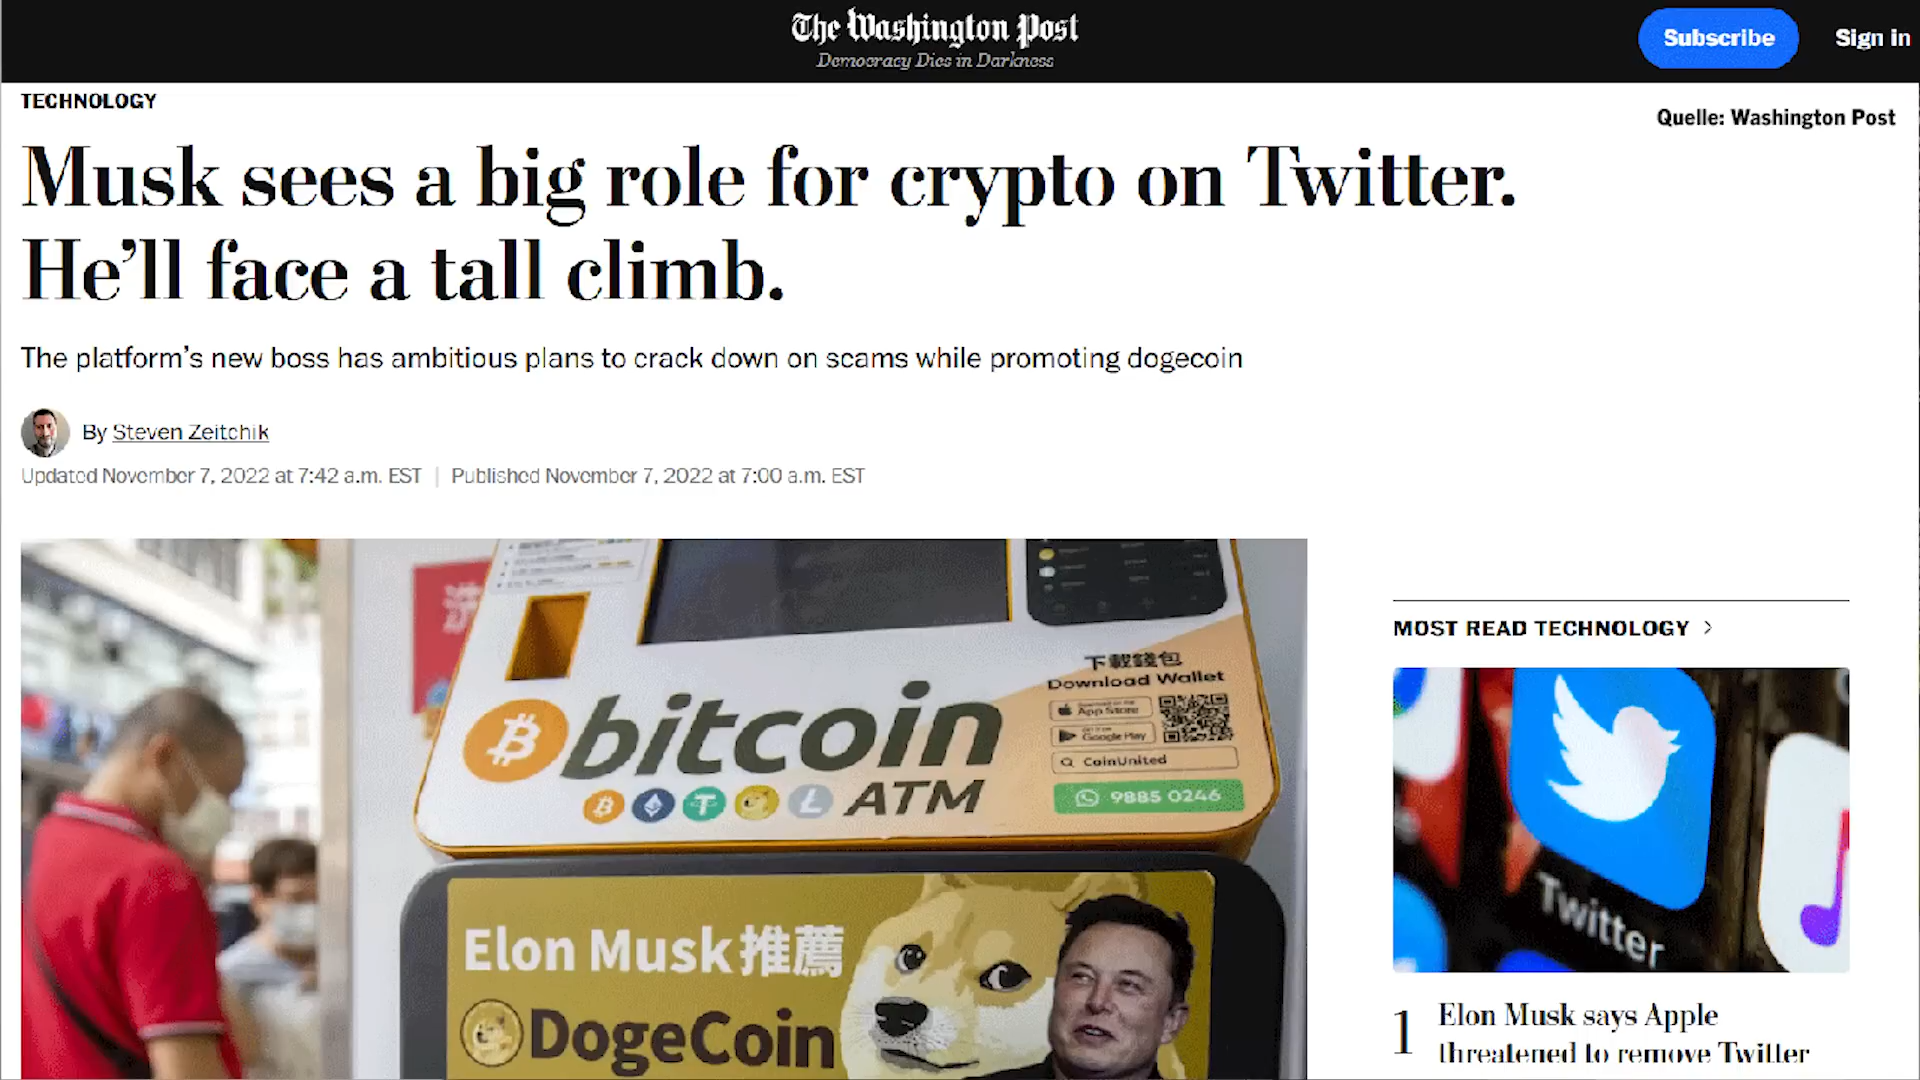 The Washington Post
Democracy Dies in Darkness
Subscribe
Sign in
TECHNOLOGY
Quelle: Washington Post
Musk sees a big role for crypto on Twitter.
He’ll face a tall climb.
The platform’s new boss has ambitious plans to crack down on scams while promoting dogecoin
By Steven Zeitchik
Updated November 7, 2022 at 7:42 a.m. EST | Published November 7, 2022 at 7:00 a.m. EST
下載錢包
Download Wallet
App Store
Google Play
CoinUnited
9885 0246
bitcoin
ATM
Elon Musk推薦
DogeCoin
MOST READ TECHNOLOGY >
Twitter
1
Elon Musk says Apple
threatened to remove Twitter